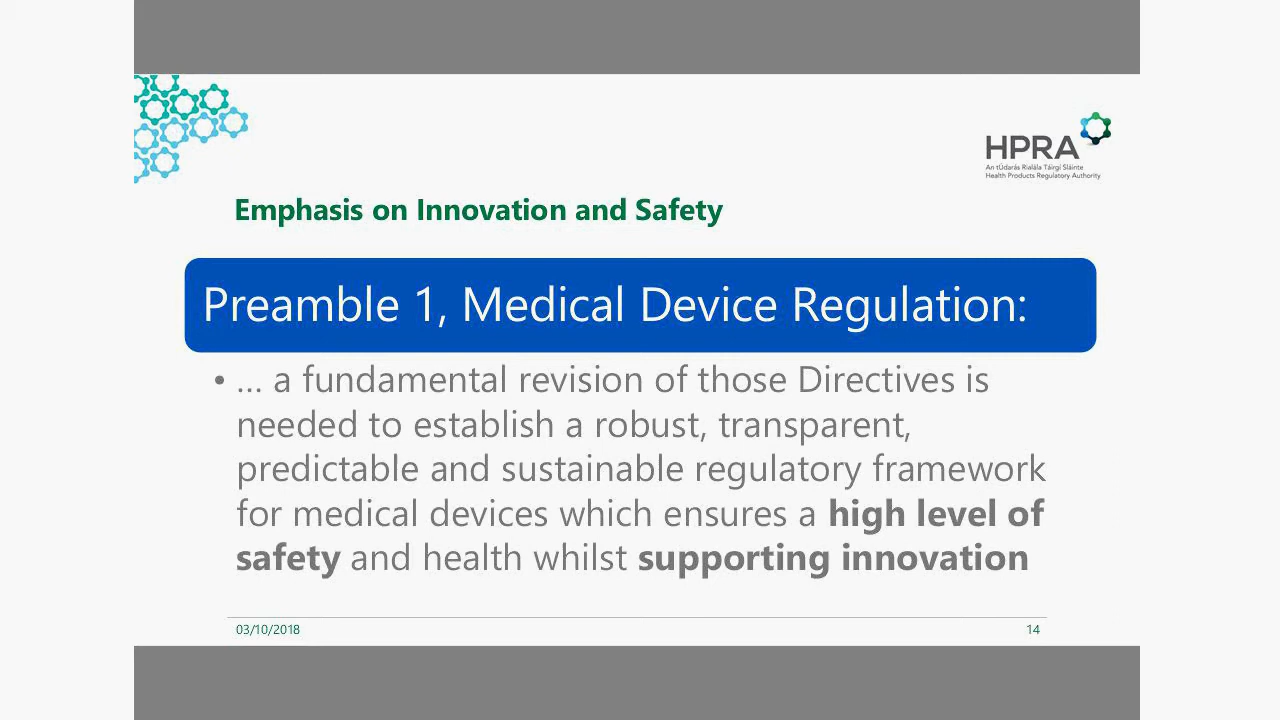 HPRA
An tÚdarás Rialála Táirgí Sláinte
Health Products Regulatory Authority
Emphasis on Innovation and Safety
Preamble 1, Medical Device Regulation:
• ... a fundamental revision of those Directives is
needed to establish a robust, transparent,
predictable and sustainable regulatory framework
for medical devices which ensures a high level of
safety and health whilst supporting innovation
03/10/2018
14